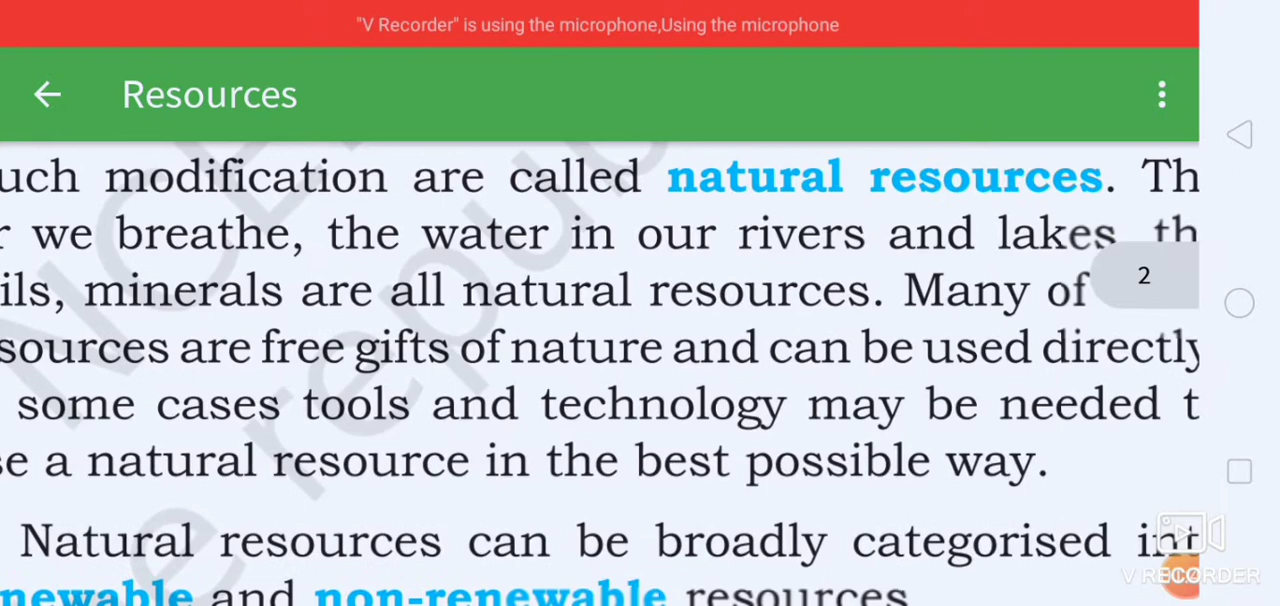 "V Recorder" is using the microphone,Using the microphone
Resources
uch modification are called natural resources. Th
r we breathe, the water in our rivers and lakes, th
ils, minerals are all natural resources. Many of
2
sources are free gifts of nature and can be used directly
some cases tools and technology may be needed t
se a natural resource in the best possible way.
Natural resources can be broadly categorised int
newable and non-renewable resources
V RECORDER